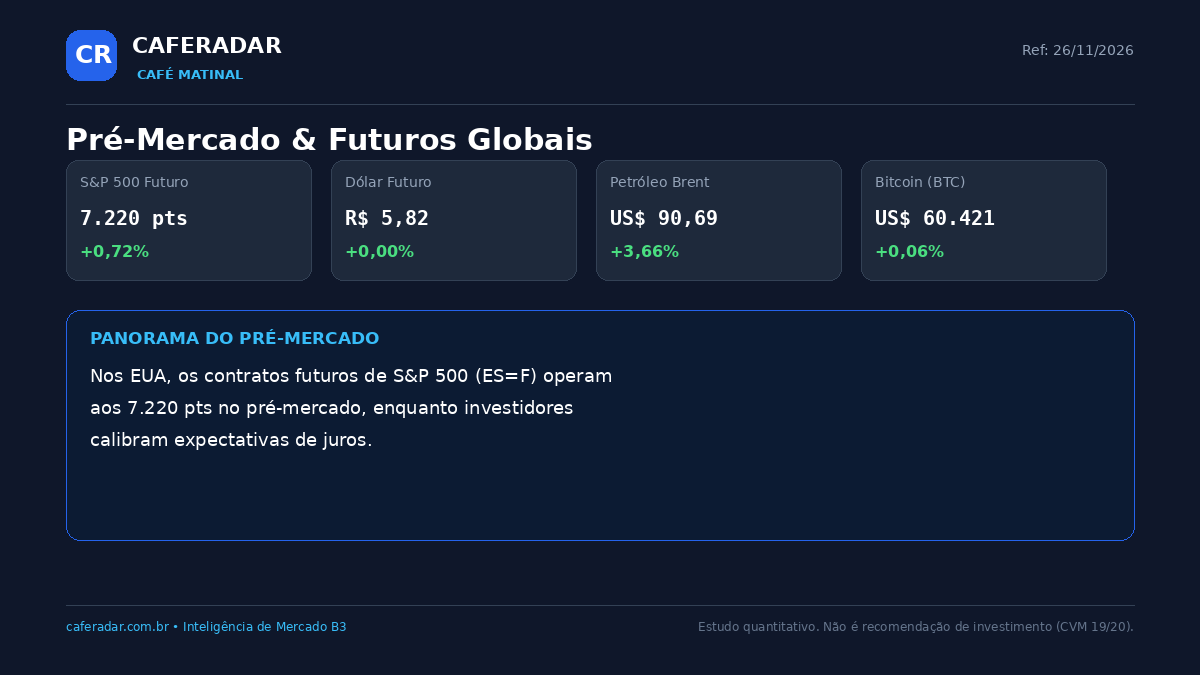 CR
CAFERADAR
CAFÉ MATINAL
Ref: 26/11/2026
Pré-Mercado & Futuros Globais
S&P 500 Futuro
7.220 pts
+0,72%
Dólar Futuro
R$ 5,82
+0,00%
Petróleo Brent
US$ 90,69
+3,66%
Bitcoin (BTC)
US$ 60.421
+0,06%
PANORAMA DO PRÉ-MERCADO
Nos EUA, os contratos futuros de S&P 500 (ES=F) operam
aos 7.220 pts no pré-mercado, enquanto investidores
calibram expectativas de juros.
caferadar.com.br • Inteligência de Mercado B3
Estudo quantitativo. Não é recomendação de investimento (CVM 19/20).